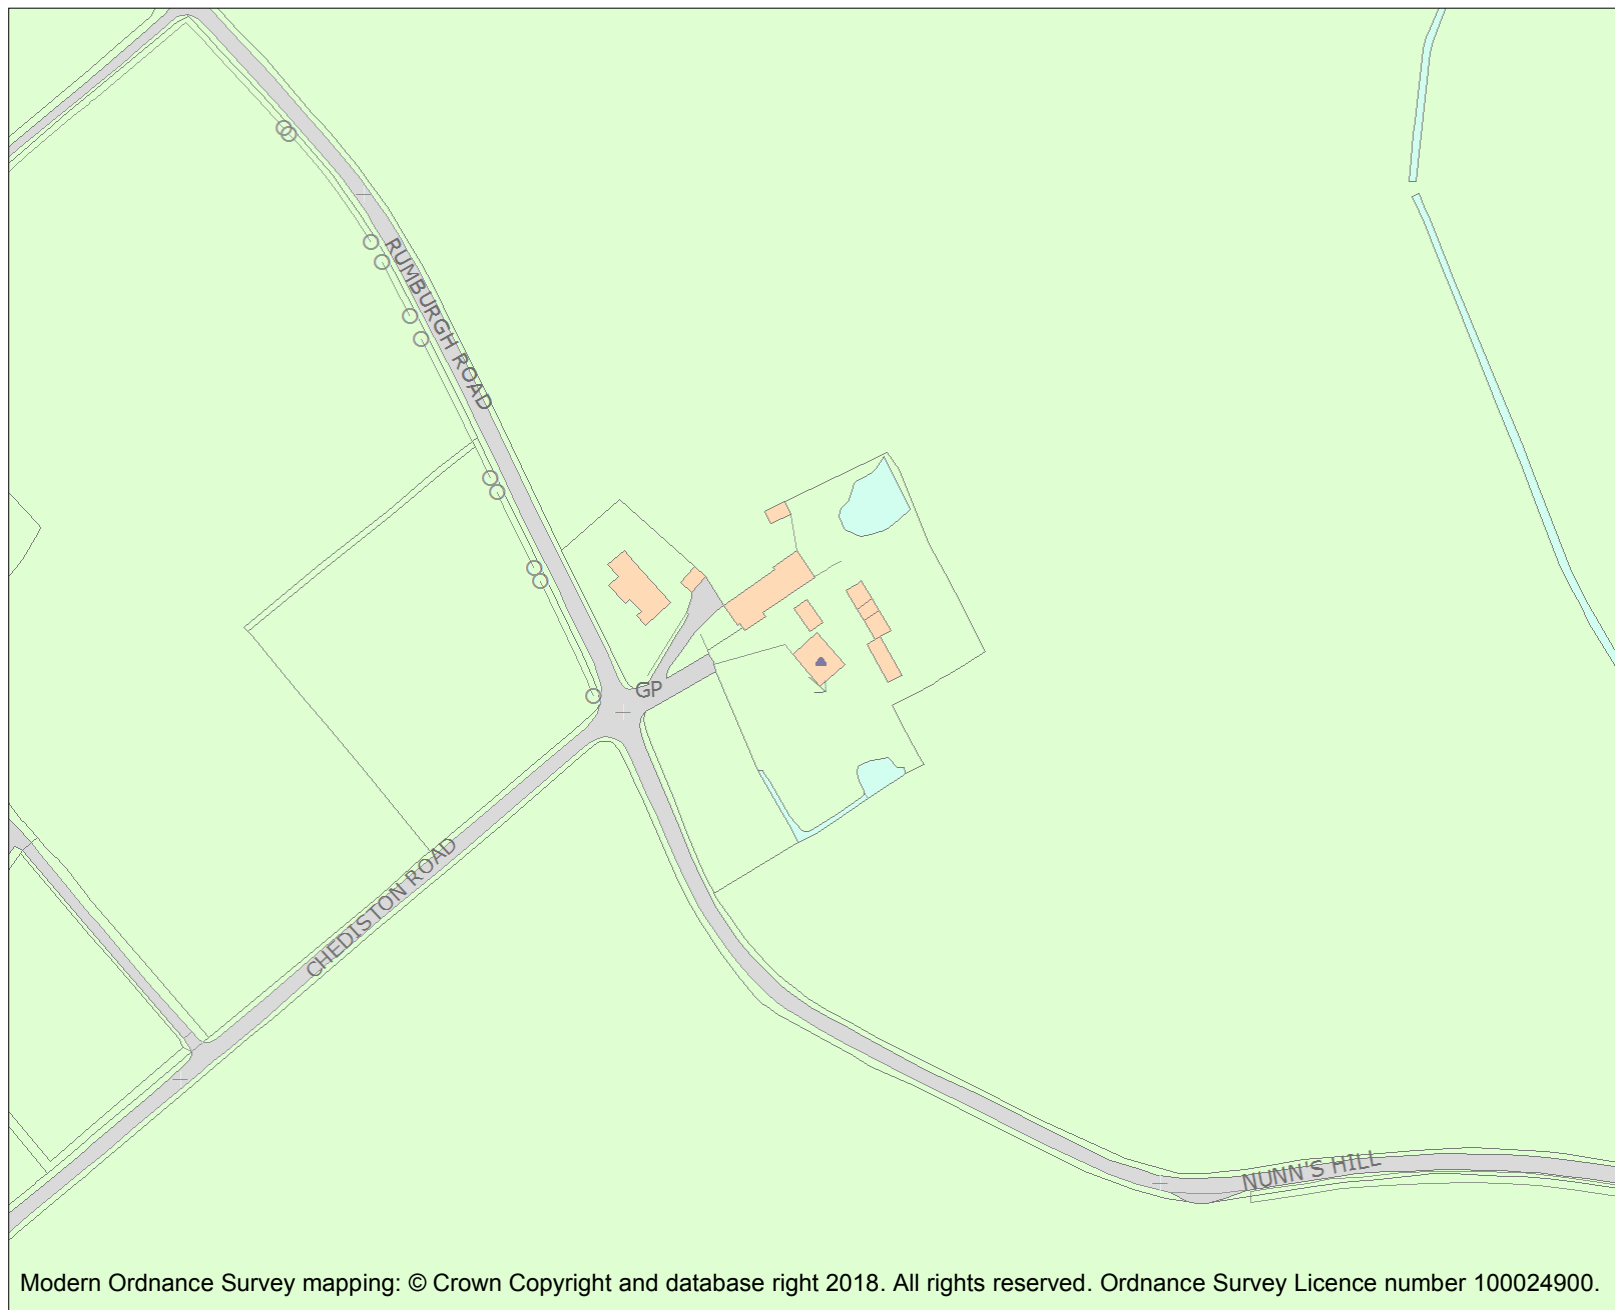 RUMBURGH ROAD
GP
CHEDISTON ROAD
NUNN'S HILL
Modern Ordnance Survey mapping: © Crown Copyright and database right 2018. All rights reserved. Ordnance Survey Licence number 100024900.